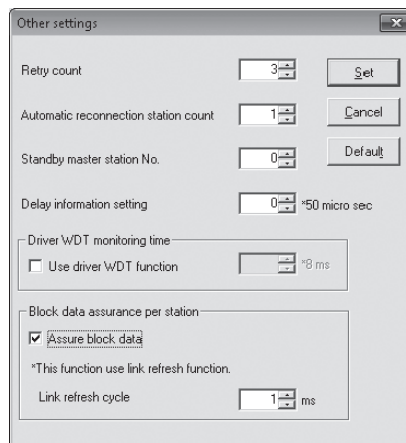 Other settings
Retry count 3 Set
Automatic reconnection station count 1 Cancel
Standby master station No. 0 Default
Delay information setting 0 *50 micro sec
Driver WDT monitoring time
Use driver WDT function *8 ms
Block data assurance per station
Assure block data
*This function use link refresh function.
Link refresh cycle 1 ms